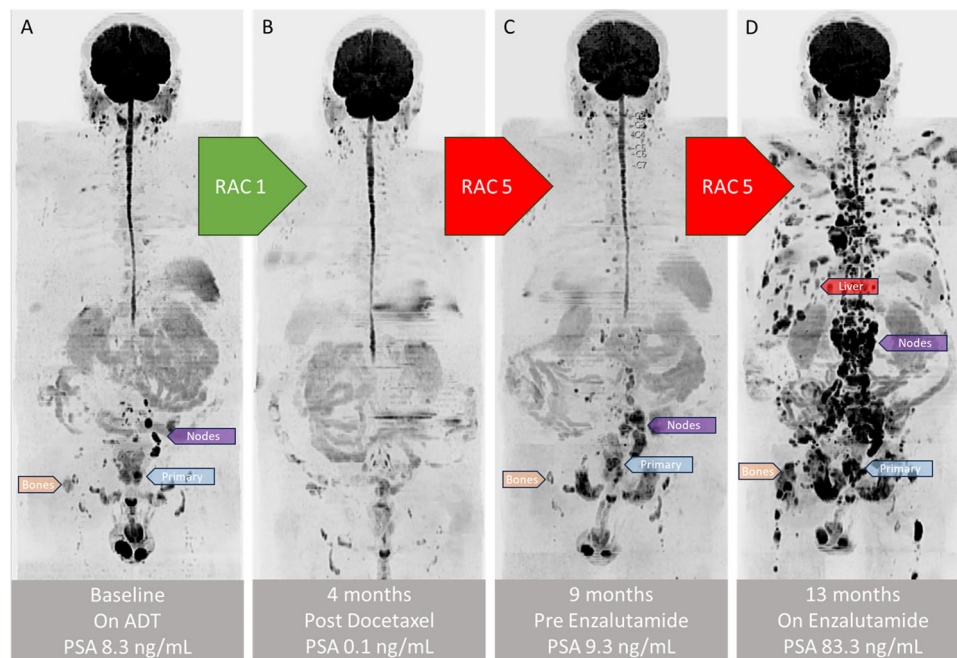 A
B
C
D
RAC 1
RAC 5
RAC 5
Liver
Nodes
Nodes
Nodes
Primary
Primary
Primary
Bones
Bones
Bones
Baseline
On ADT
PSA 8.3 ng/mL
4 months
Post Docetaxel
PSA 0.1 ng/mL
9 months
Pre Enzalutamide
PSA 9.3 ng/mL
13 months
On Enzalutamide
PSA 83.3 ng/mL